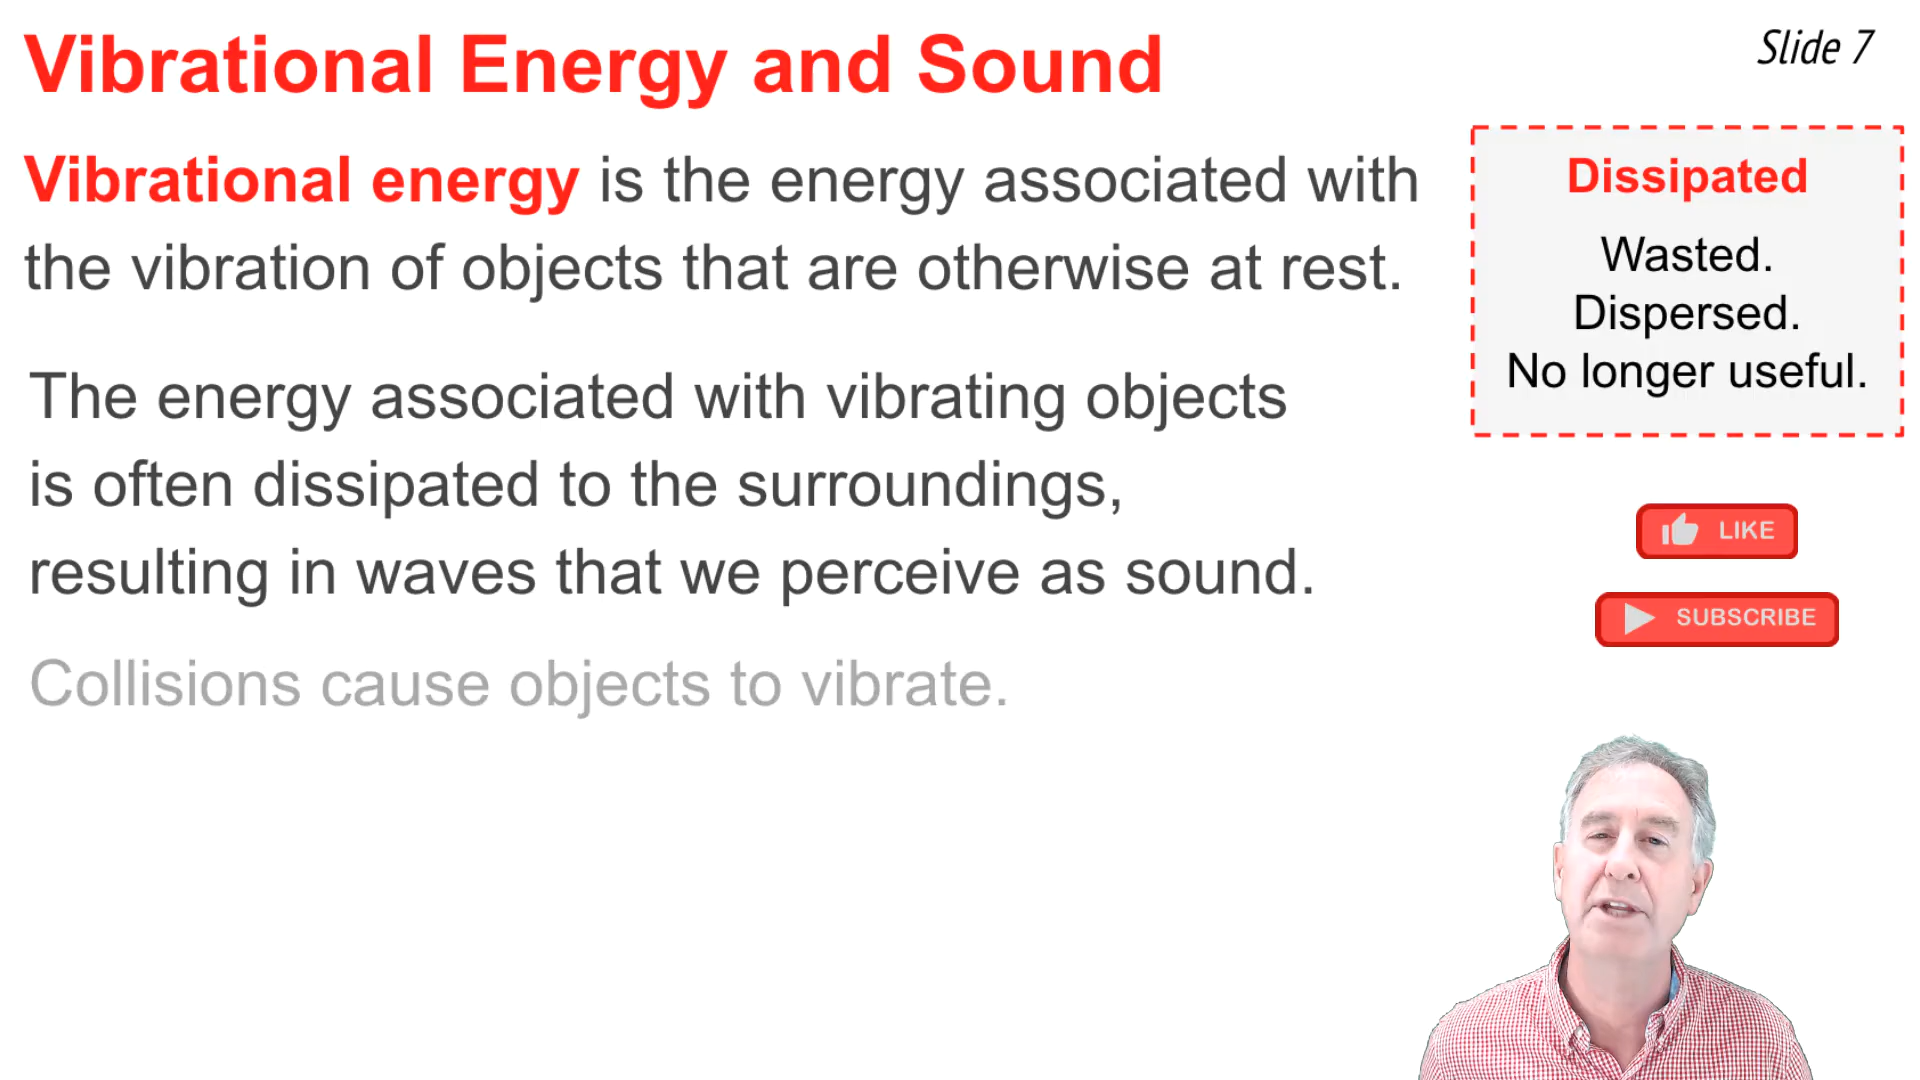 Vibrational Energy and Sound
Slide 7
Vibrational energy is the energy associated with
the vibration of objects that are otherwise at rest.
The energy associated with vibrating objects
is often dissipated to the surroundings,
resulting in waves that we perceive as sound.
Collisions cause objects to vibrate.
Dissipated
Wasted.
Dispersed.
No longer useful.
LIKE
SUBSCRIBE